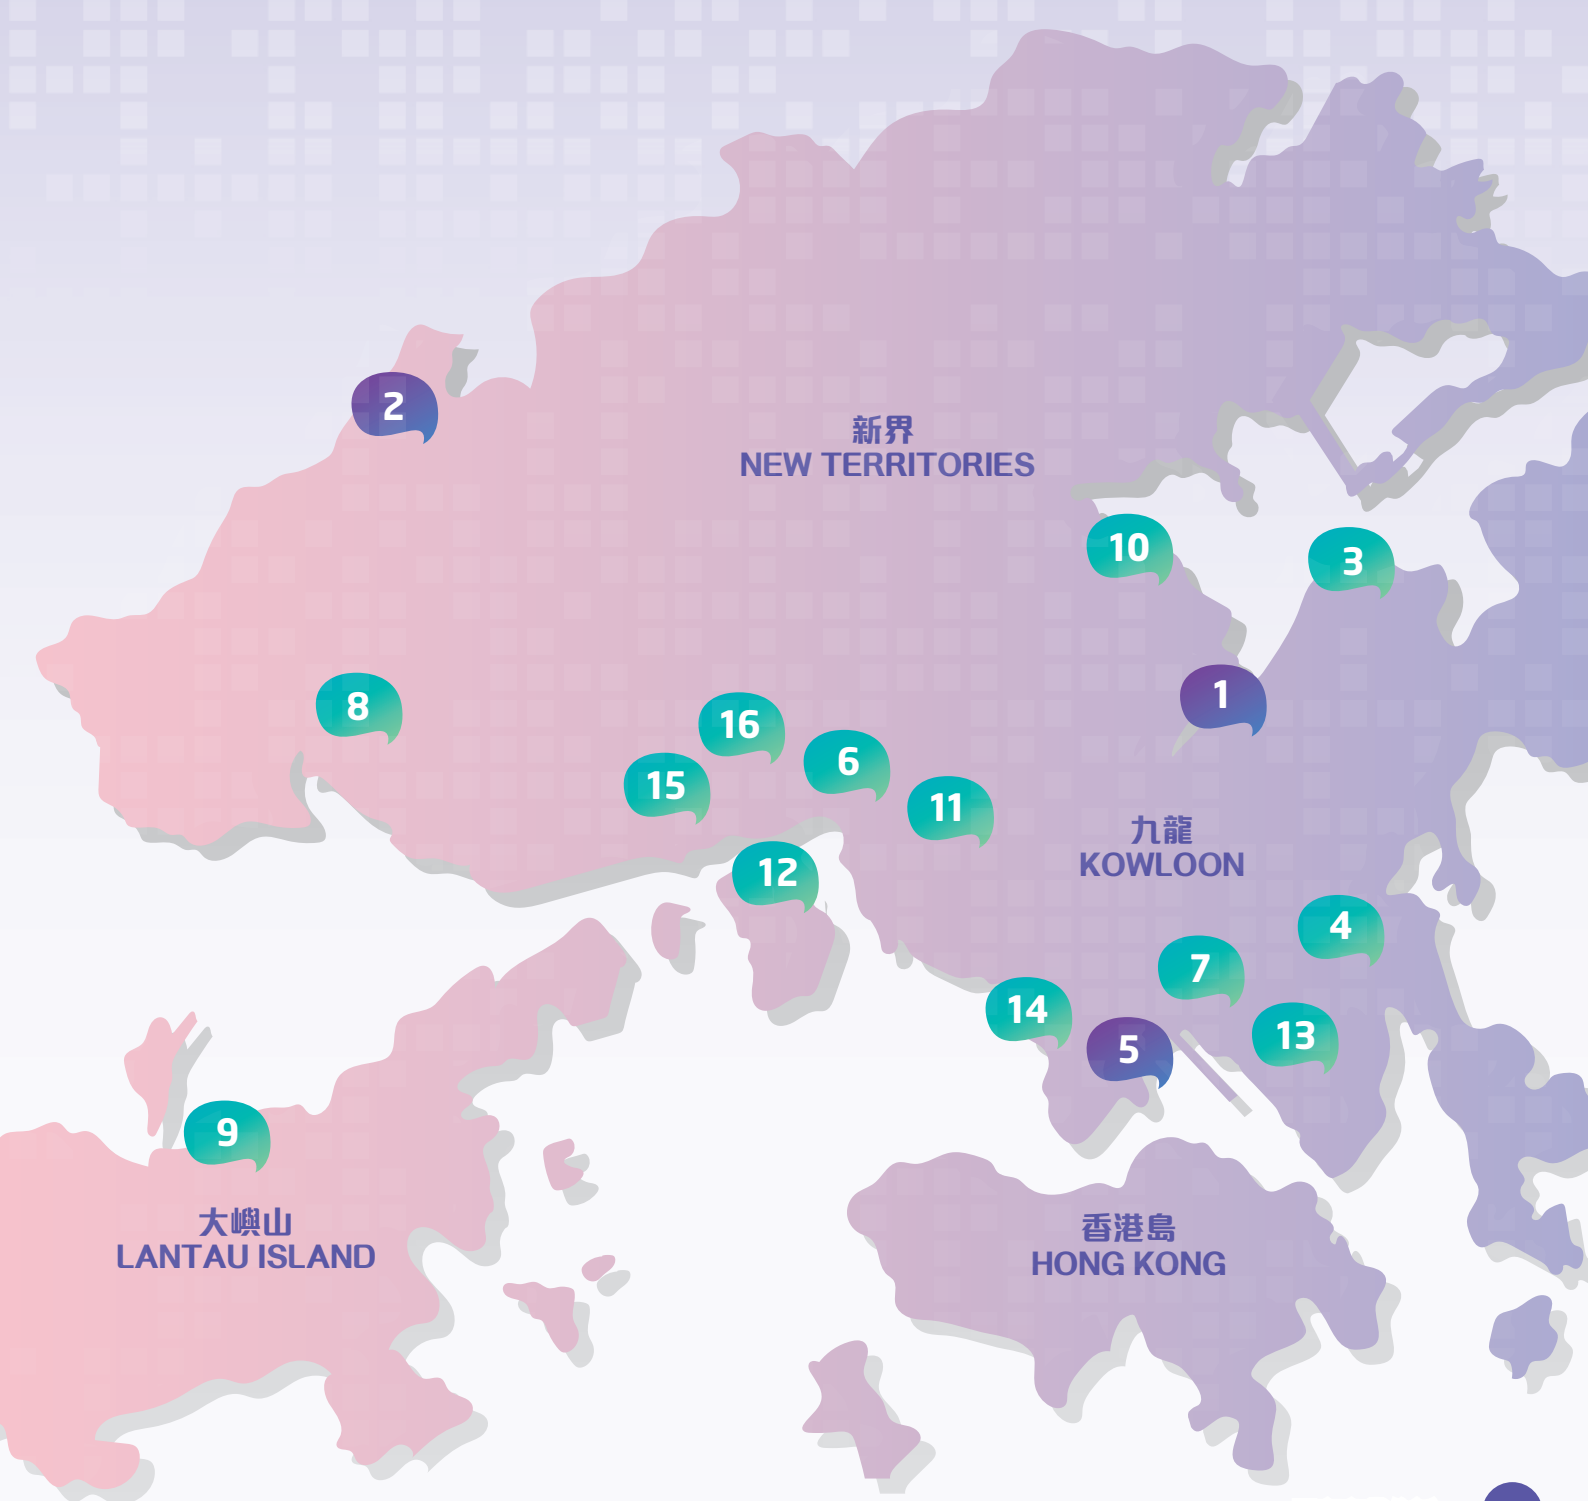 2
新界
NEW TERRITORIES
10
3
8
1
16
6
15
11
九龍
KOWLOON
12
4
7
14
13
5
9
大嶼山
LANTAU ISLAND
香港島
HONG KONG